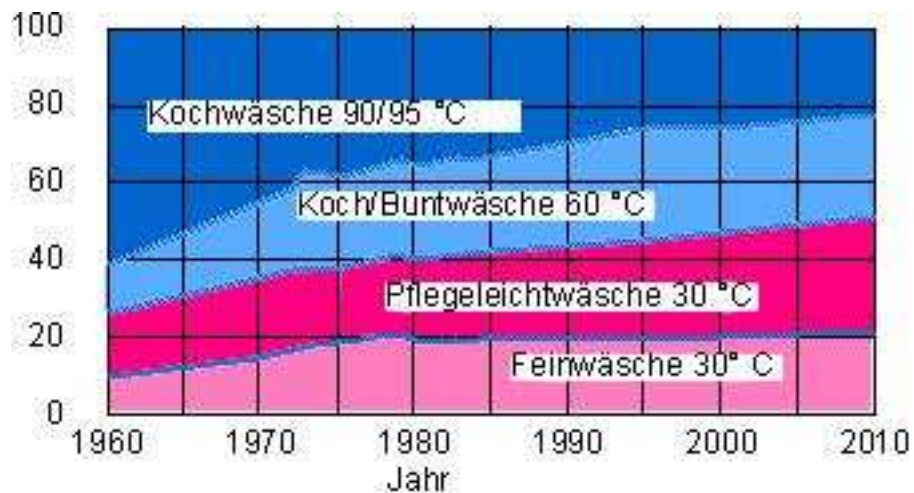 100
80
60
40
20
0
Kochwäsche 90/95 °C
Koch/Buntwäsche 60 °C
Pflegeleichtwäsche 30 °C
Feinwäsche 30° C
1960 1970 1980 1990 2000 2010
Jahr